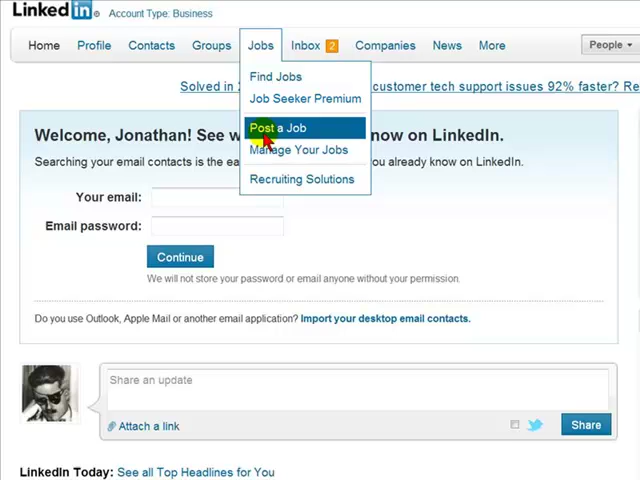 LinkedIn® Account Type: Business
Home Profile Contacts Groups Jobs Inbox 2 Companies News More People
Find Jobs
Job Seeker Premium
Solved in customer tech support issues 92% faster? Re
Post a Job
Manage Your Jobs
Recruiting Solutions
Welcome, Jonathan! See w know on LinkedIn.
Searching your email contacts is the ea you already know on LinkedIn.
Your email:
Email password:
Continue
We will not store your password or email anyone without your permission.
Do you use Outlook, Apple Mail or another email application? Import your desktop email contacts.
Share an update
Attach a link
Share
LinkedIn Today: See all Top Headlines for You